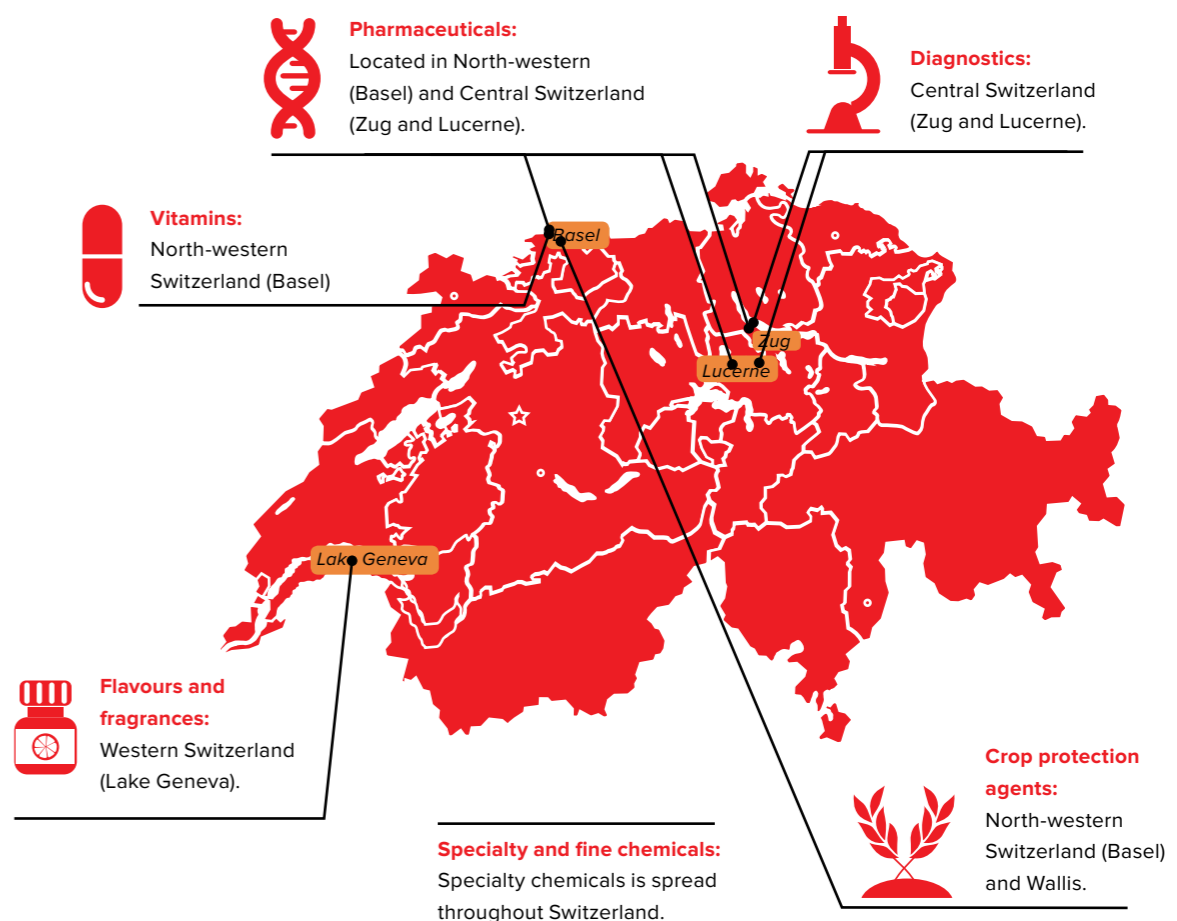 Pharmaceuticals:
Located in North-western
(Basel) and Central Switzerland
(Zug and Lucerne).
Diagnostics:
Central Switzerland
(Zug and Lucerne).
Vitamins:
North-western
Switzerland (Basel)
Basel
Zug
Lucerne
Lake Geneva
Flavours and
fragrances:
Western Switzerland
(Lake Geneva).
Specialty and fine chemicals:
Specialty chemicals is spread
throughout Switzerland.
Crop protection
agents:
North-western
Switzerland (Basel)
and Wallis.